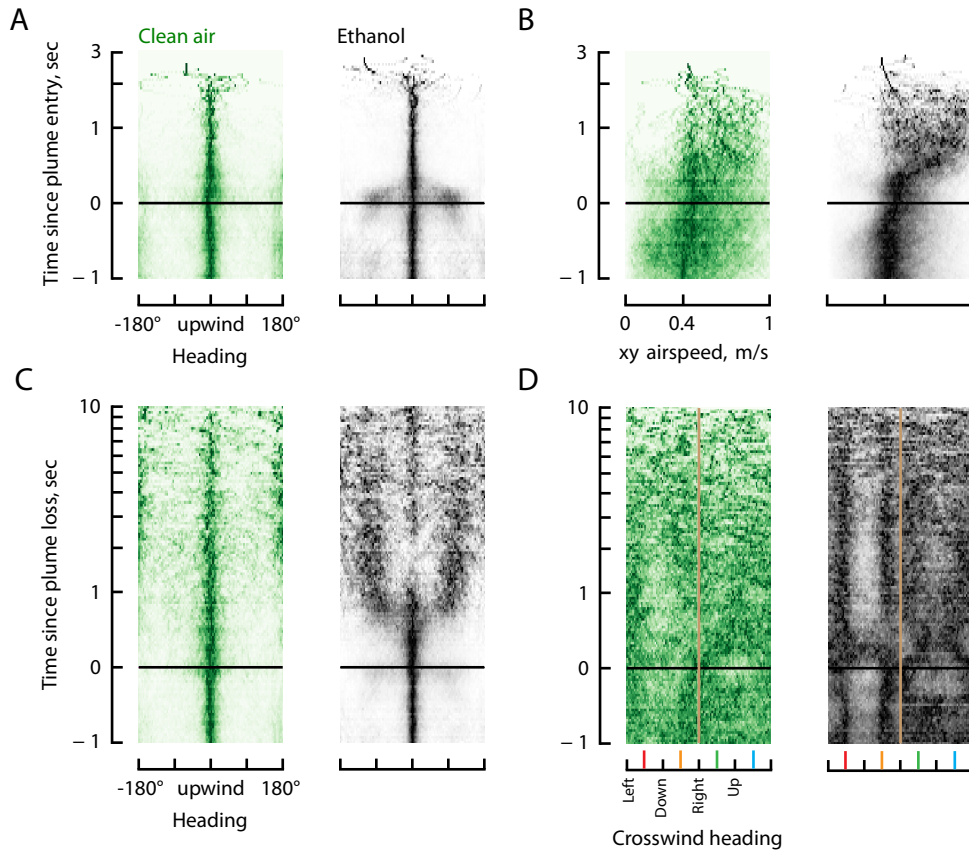 A
B
Clean air
Ethanol
Time since plume entry, sec
3
1
0
– 1
-180° upwind 180°
Heading
3
1
0
– 1
0 0.4 1
xy airspeed, m/s
C
D
Time since plume loss, sec
10
1
0
– 1
-180° upwind 180°
Heading
10
1
0
– 1
Left
Down
Right
Up
Crosswind heading